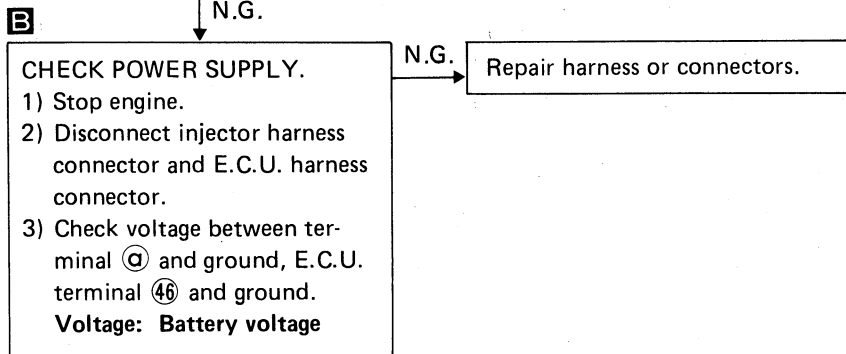 N.G.
B
CHECK POWER SUPPLY.
1) Stop engine.
2) Disconnect injector harness
connector and E.C.U. harness
connector.
3) Check voltage between ter-
minal ⓐ and ground, E.C.U.
terminal ㊻ and ground.
Voltage: Battery voltage
N.G.
Repair harness or connectors.